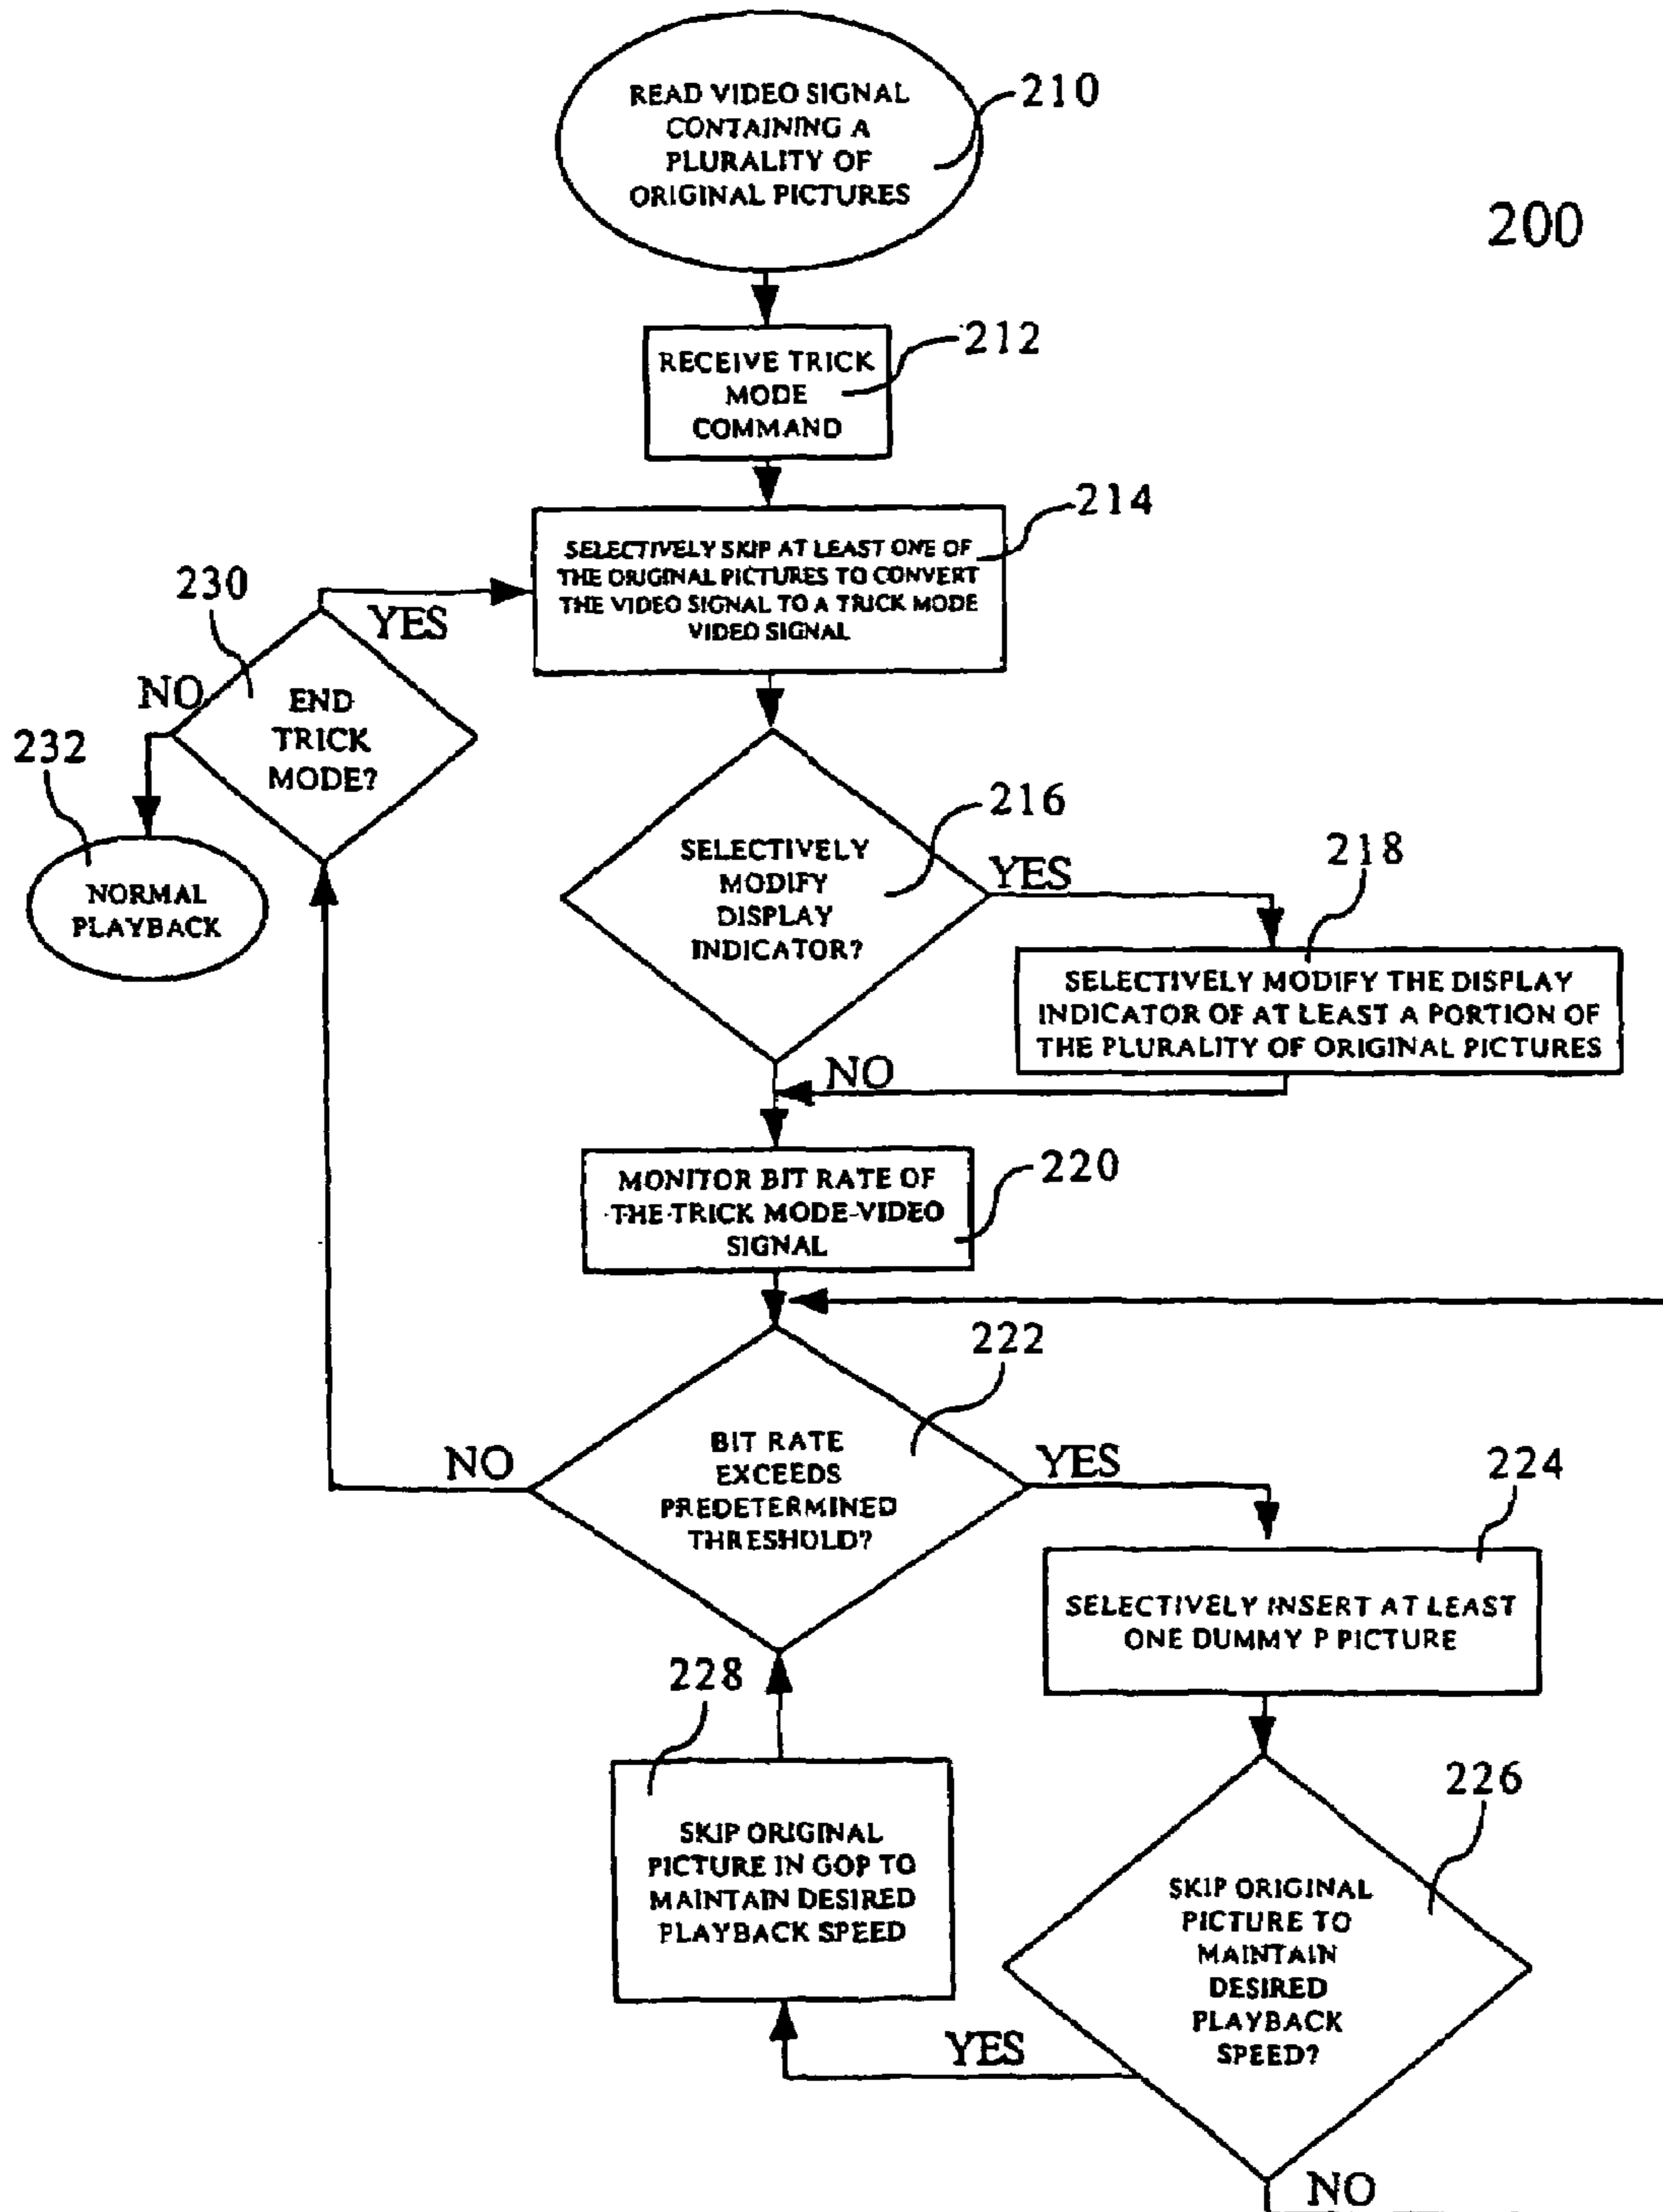 READ VIDEO SIGNAL
CONTAINING A
PLURALITY OF
ORIGINAL PICTURES
210
200
RECEIVE TRICK
MODE
COMMAND
212
SELECTIVELY SKIP AT LEAST ONE OF
THE ORIGINAL PICTURES TO CONVERT
THE VIDEO SIGNAL TO A TRICK MODE
VIDEO SIGNAL
214
230
YES
NO
END
TRICK
MODE?
232
NORMAL
PLAYBACK
SELECTIVELY
MODIFY
DISPLAY
INDICATOR?
216
YES
218
SELECTIVELY MODIFY THE DISPLAY
INDICATOR OF AT LEAST A PORTION OF
THE PLURALITY OF ORIGINAL PICTURES
NO
MONITOR BIT RATE OF
THE TRICK MODE-VIDEO
SIGNAL
220
222
BIT RATE
EXCEEDS
PREDETERMINED
THRESHOLD?
NO
YES
224
SELECTIVELY INSERT AT LEAST
ONE DUMMY P PICTURE
228
SKIP ORIGINAL
PICTURE IN GOP TO
MAINTAIN DESIRED
PLAYBACK SPEED
226
SKIP ORIGINAL
PICTURE TO
MAINTAIN
DESIRED
PLAYBACK
SPEED?
YES
NO